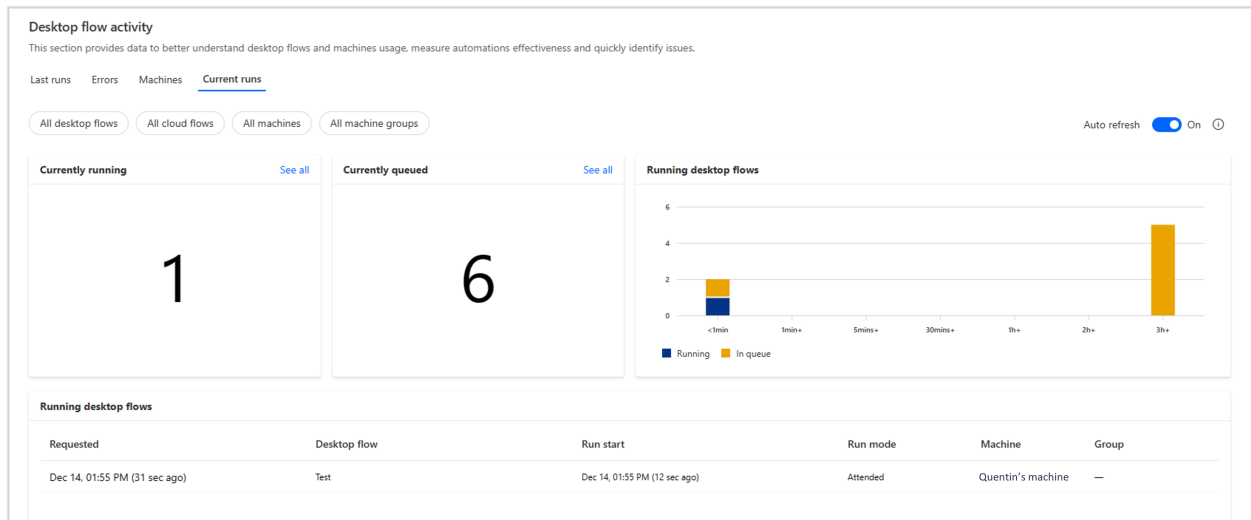 Desktop flow activity
This section provides data to better understand desktop flows and machines usage, measure automations effectiveness and quickly identify issues.
Last runs Errors Machines Current runs
All desktop flows All cloud flows All machines All machine groups
Auto refresh On
Currently running See all
1
Currently queued See all
6
Running desktop flows
6
4
2
0
<1min 1min+ 5mins+ 30mins+ 1h+ 2h+ 3h+
Running In queue
Running desktop flows
Requested Desktop flow Run start Run mode Machine Group
Dec 14, 01:55 PM (31 sec ago) Test Dec 14, 01:55 PM (12 sec ago) Attended Quentin's machine —